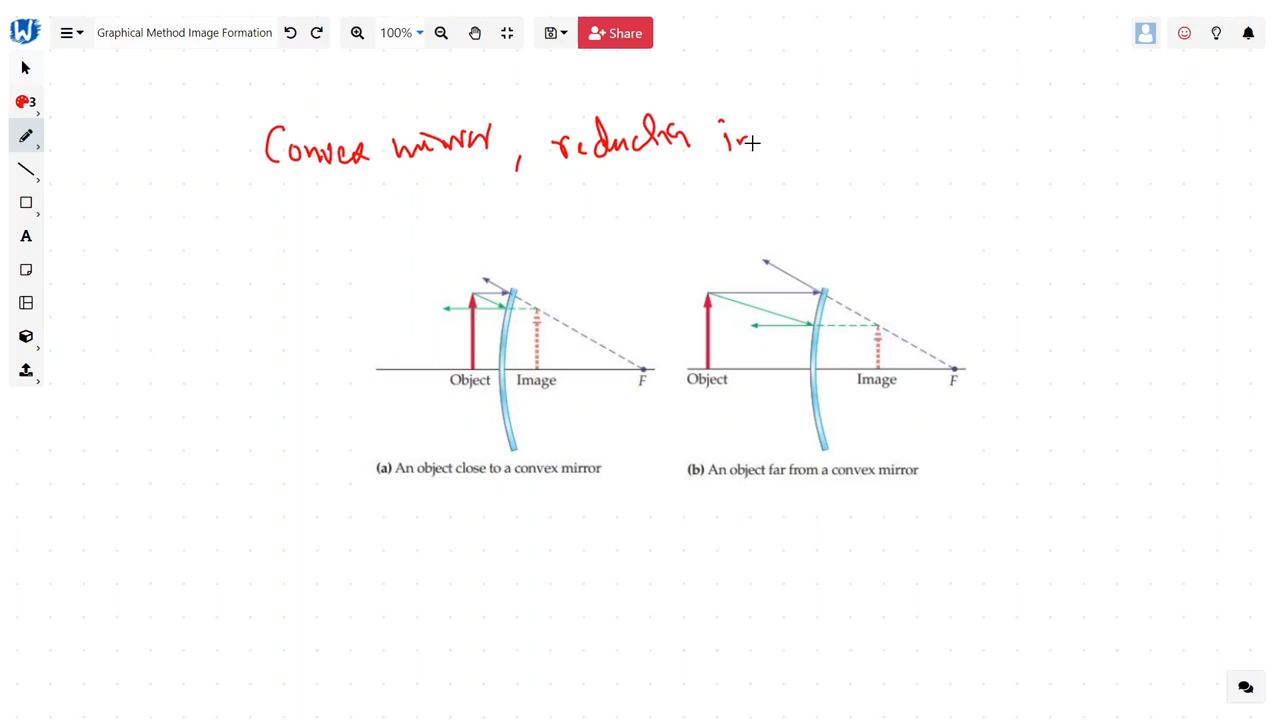 Graphical Method Image Formation
100%
Share
3
A
Convex mirror, reduction
Object Image F
Object Image F
(a) An object close to a convex mirror
(b) An object far from a convex mirror